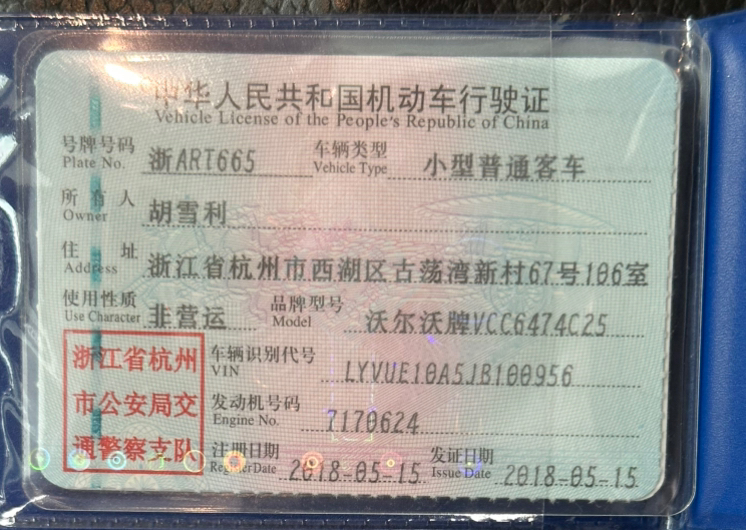 中华人民共和国机动车行驶证
Vehicle License of the People's Republic of China
号牌号码 浙ART665 车辆类型 小型普通客车
Plate No. Vehicle Type
所有人 胡雪利
Owner
住址 浙江省杭州市西湖区古荡湾新村67号106室
Address
使用性质 非营运 品牌型号 沃尔沃牌VCC6474C25
Use Character Model
浙江省杭州
市公安局交
通警察支队
车辆识别代号 LYVUE10A5JB100956
VIN
发动机号码 7170624
Engine No.
注册日期 2018-05-15 发证日期 2018-05-15
Register Date Issue Date